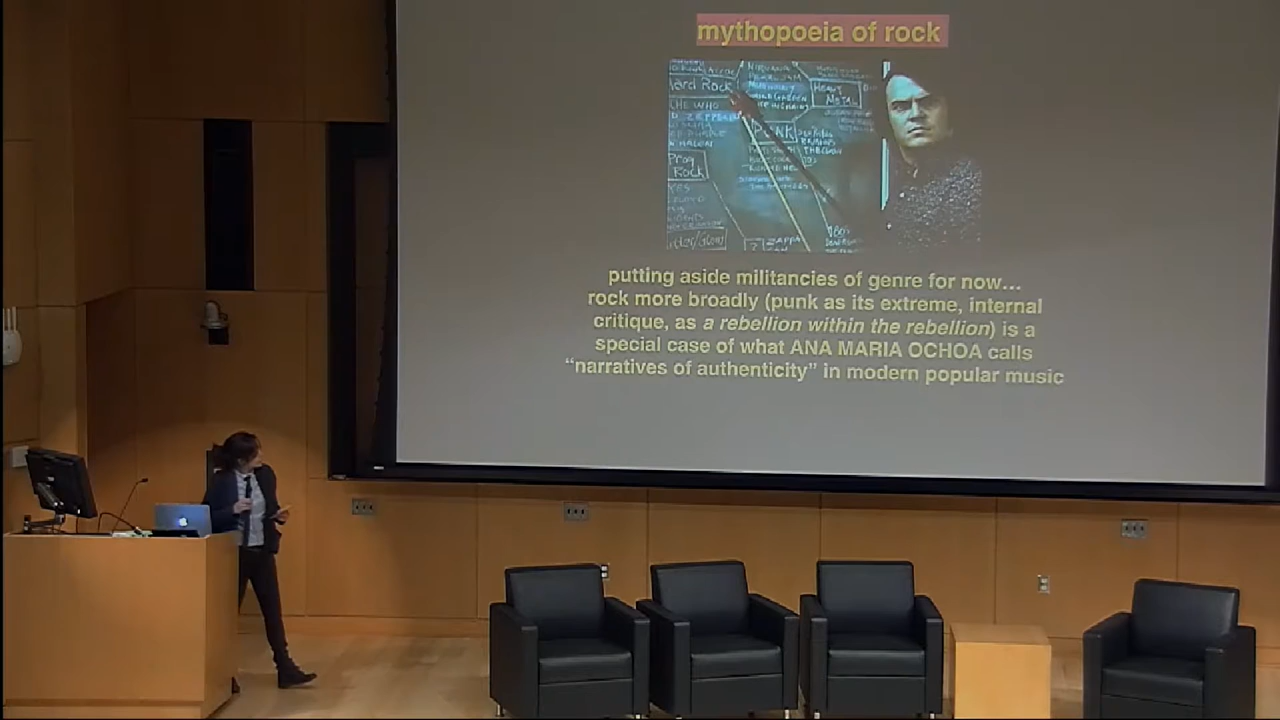 mythopoeia of rock
Hard Rock
HEAVY
METAL
THE WHO
PUNK
Prog
Rock
YES
ZAPPA
putting aside militancies of genre for now...
rock more broadly (punk as its extreme, internal
critique, as a rebellion within the rebellion) is a
special case of what ANA MARIA OCHOA calls
“narratives of authenticity” in modern popular music